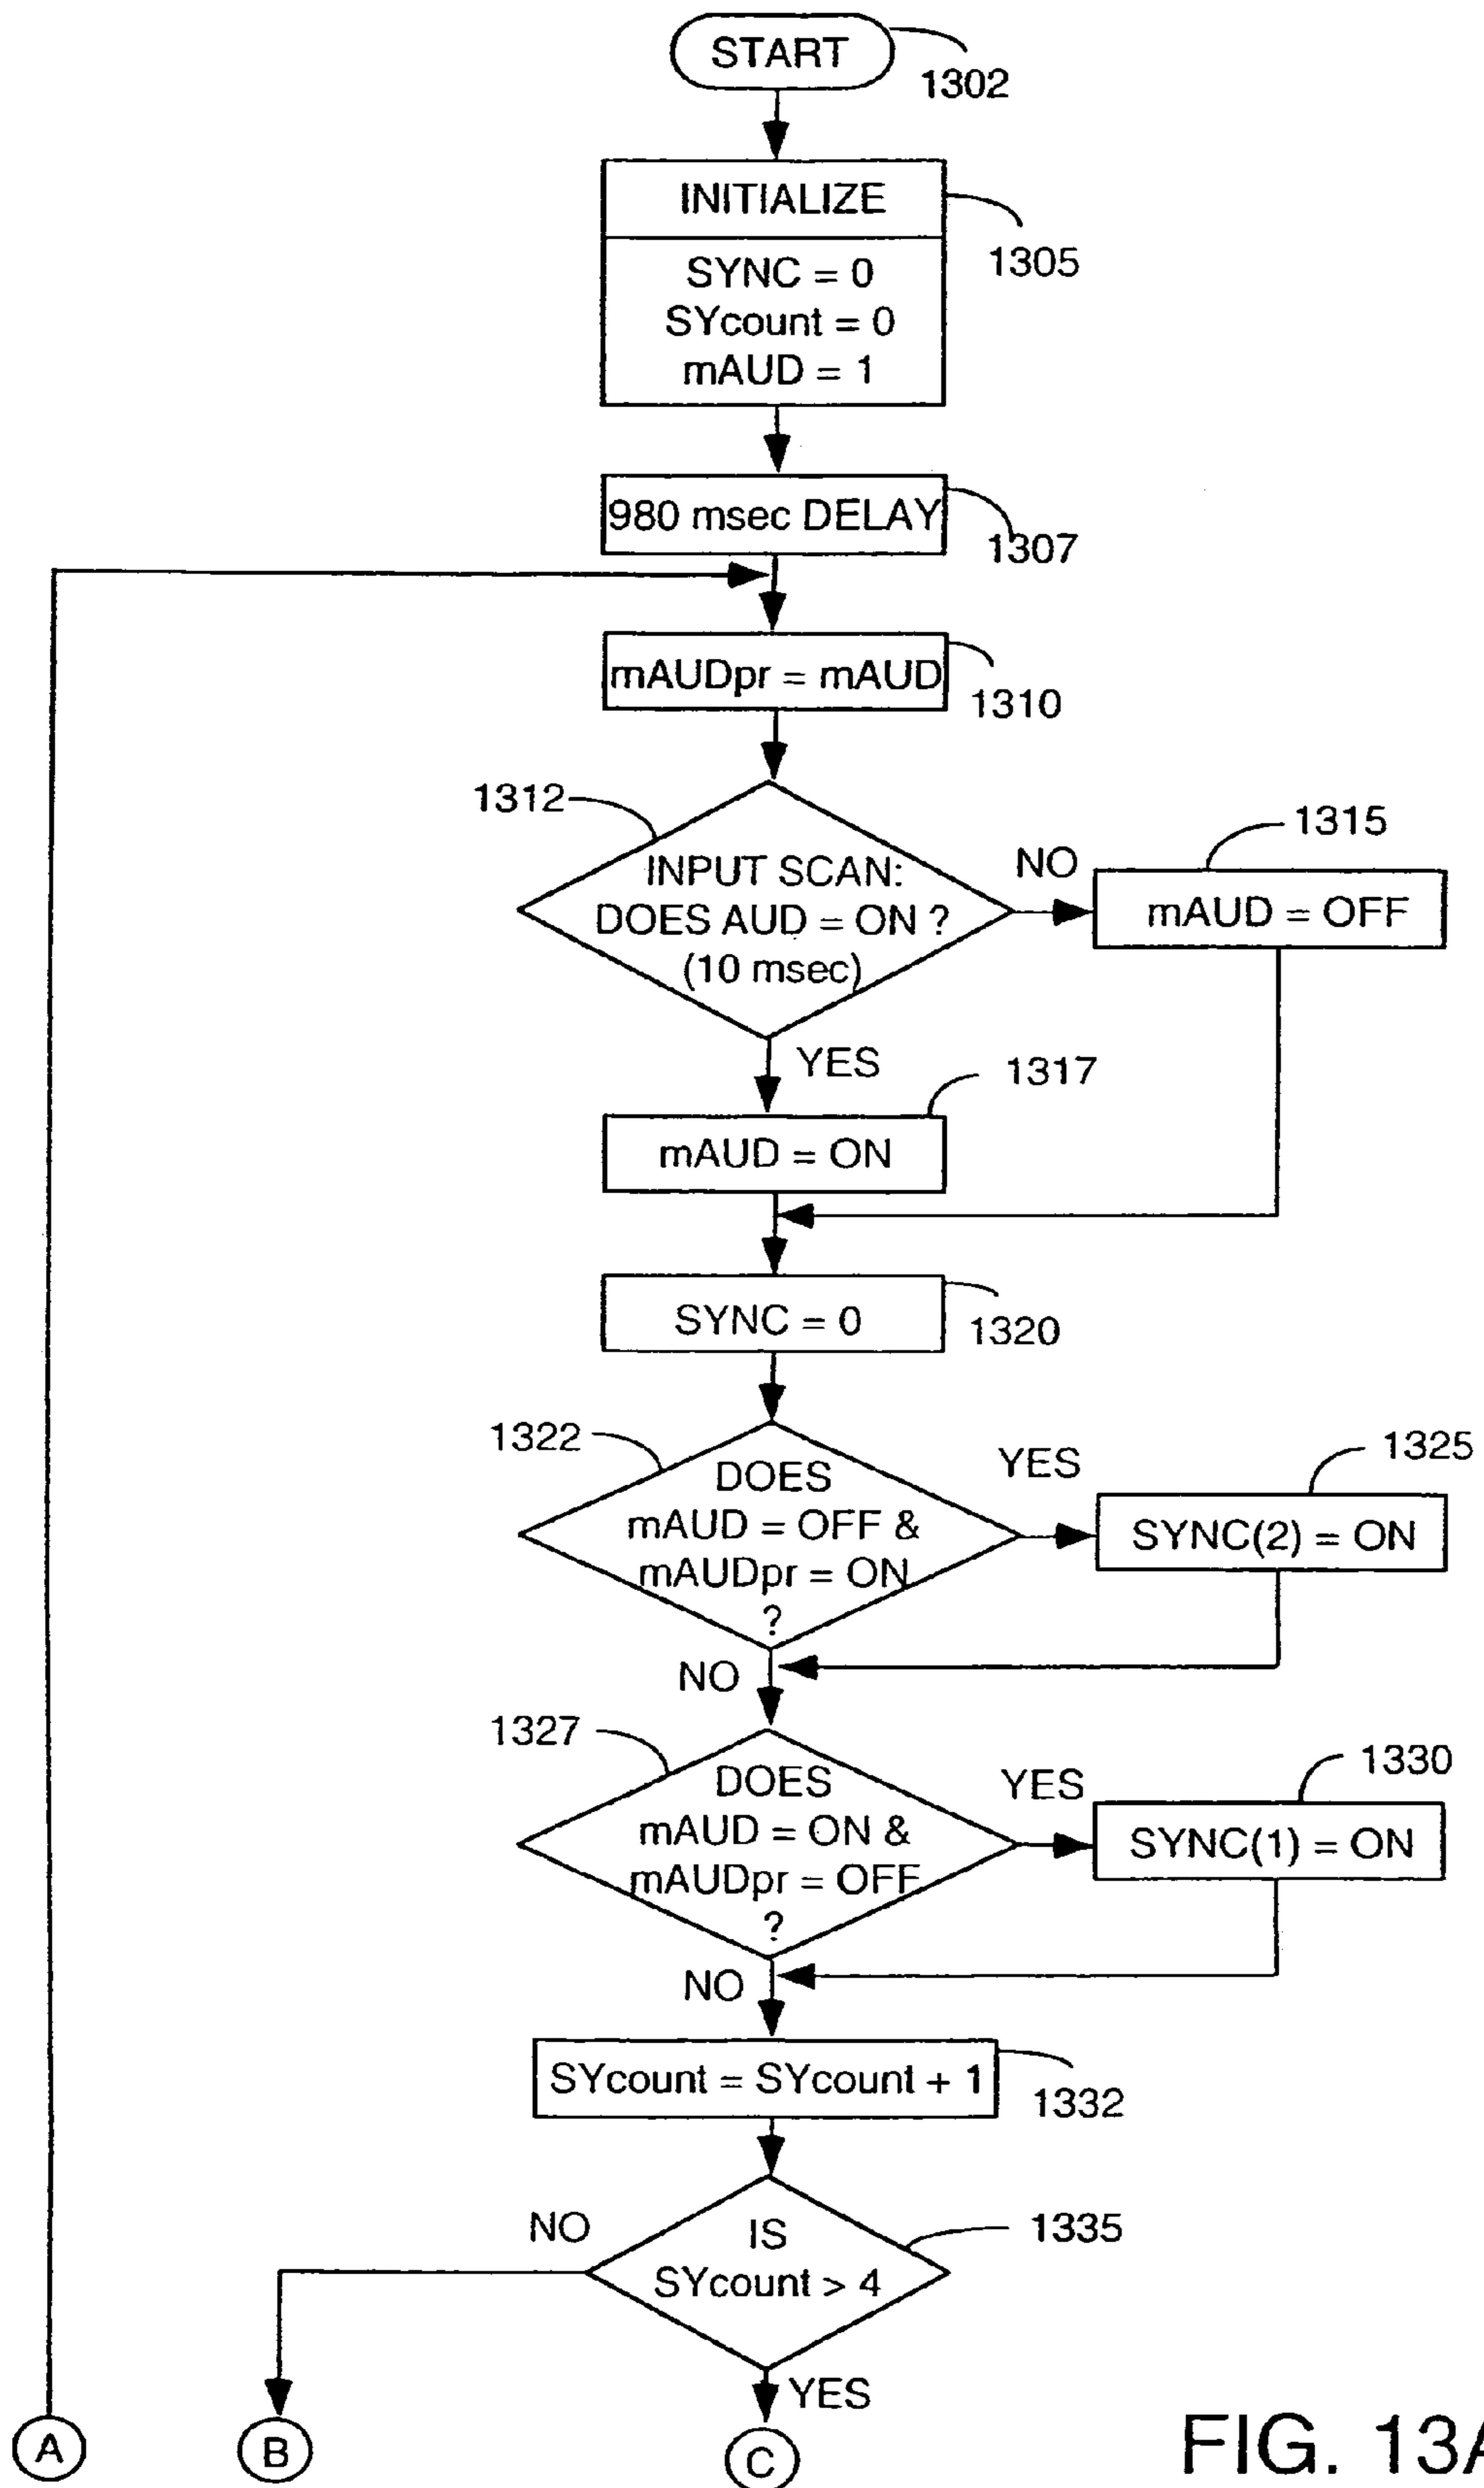 START
1302
INITIALIZE
1305
SYNC = 0
SYcount = 0
mAUD = 1
980 msec DELAY
1307
mAUDpr = mAUD
1310
1312
INPUT SCAN:
DOES AUD = ON ?
(10 msec)
NO
1315
mAUD = OFF
YES
1317
mAUD = ON
SYNC = 0
1320
1322
DOES
mAUD = OFF &
mAUDpr = ON
?
YES
1325
SYNC(2) = ON
NO
1327
DOES
mAUD = ON &
mAUDpr = OFF
?
YES
1330
SYNC(1) = ON
NO
SYcount = SYcount + 1
1332
NO
IS
SYcount > 4
1335
YES
A
B
C
FIG. 13A